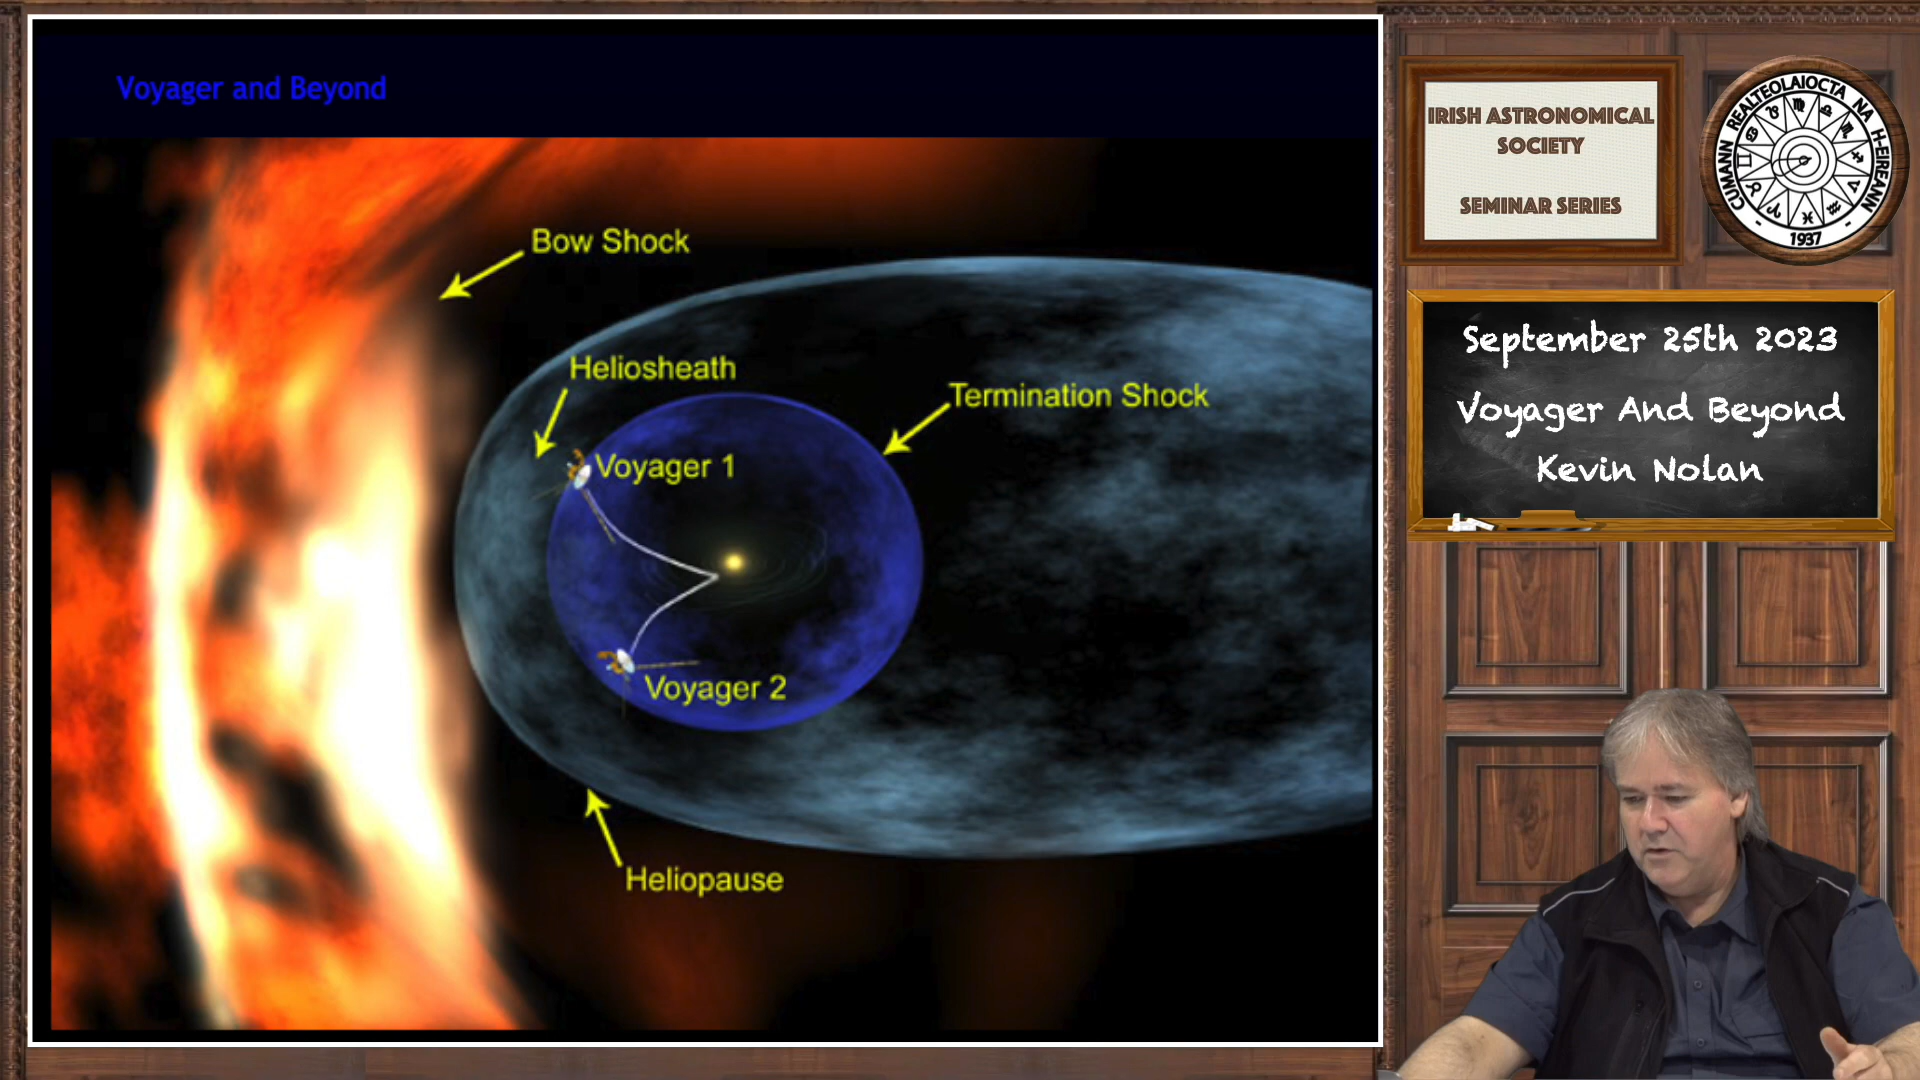 Voyager and Beyond
Bow Shock
Heliosheath
Termination Shock
Voyager 1
Voyager 2
Heliopause
IRISH ASTRONOMICAL
SOCIETY
SEMINAR SERIES
CUMANN REALTEOLAIOCTA NA H-EIREANN
- 1937 -
September 25th 2023
Voyager And Beyond
Kevin Nolan